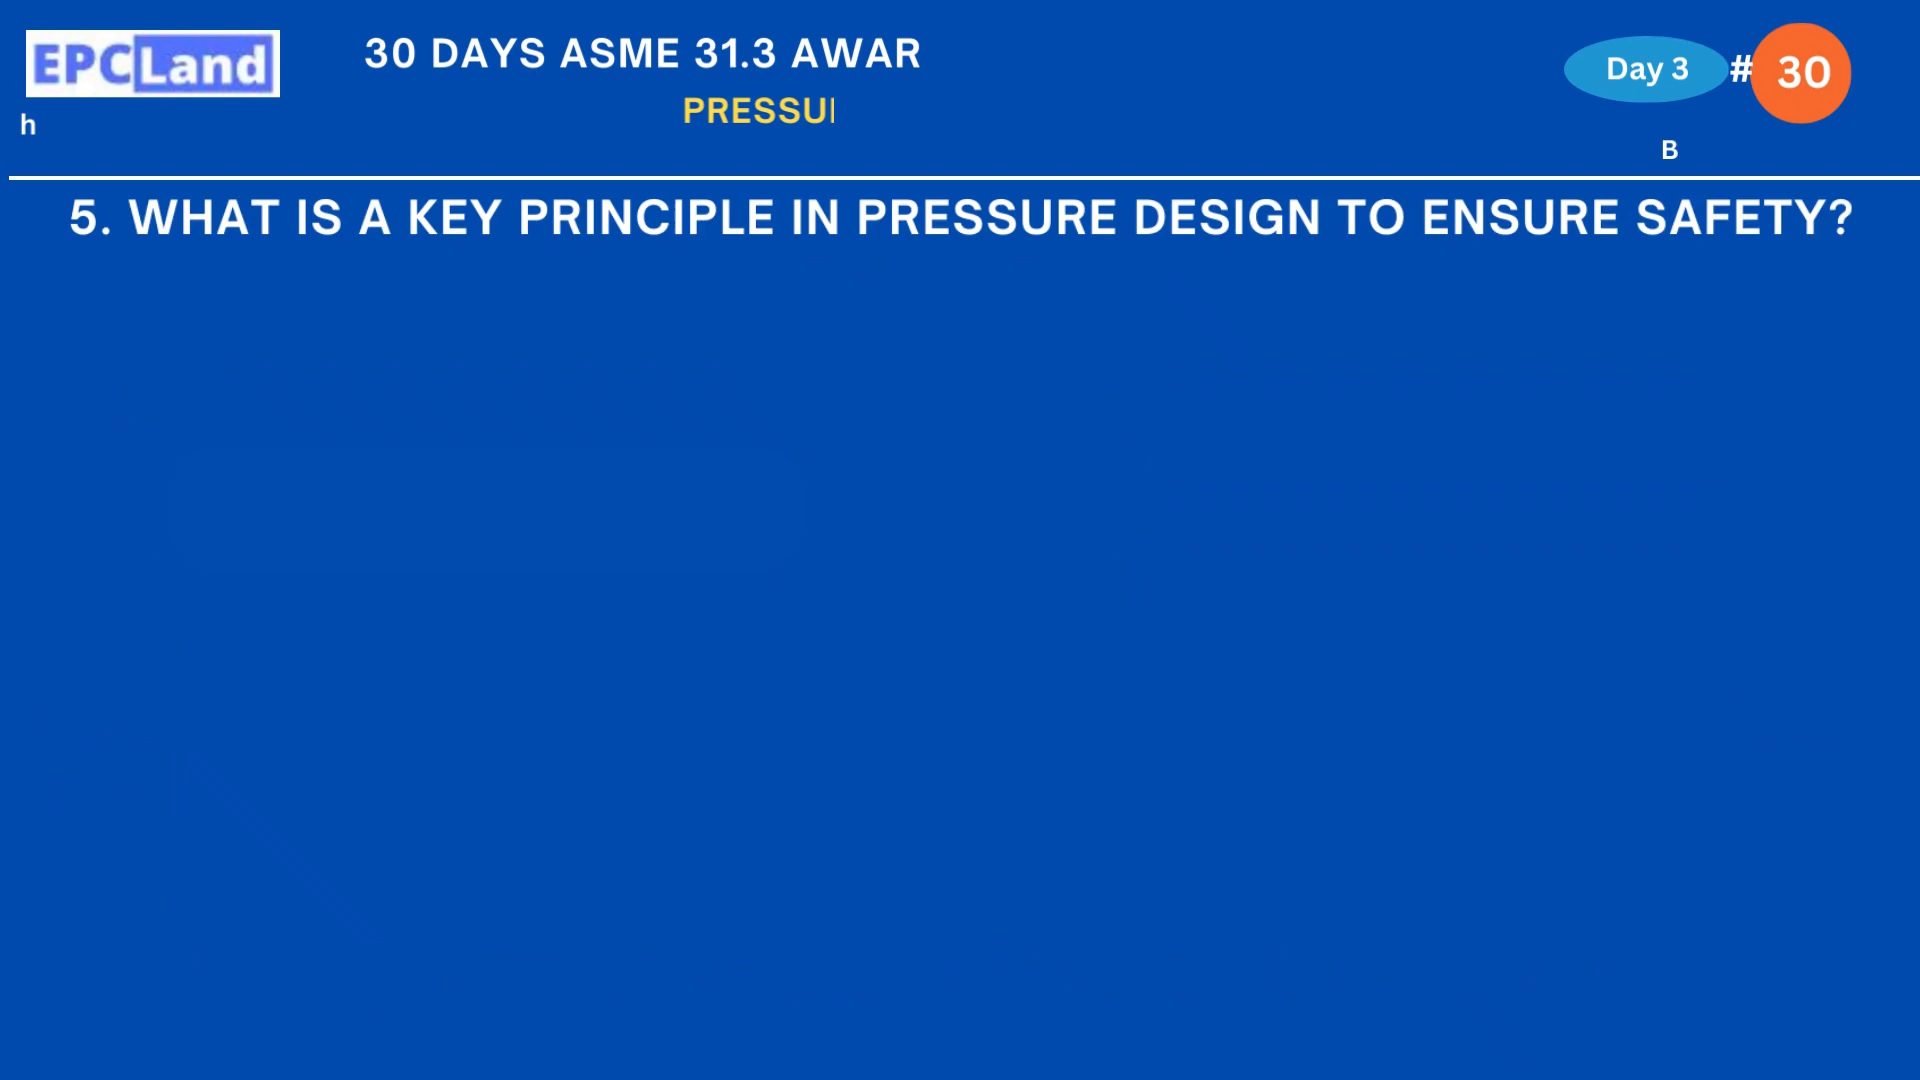 EPCLand
30 DAYS ASME 31.3 AWAR
Day 3 # 30
PRESSU
h
B
5. WHAT IS A KEY PRINCIPLE IN PRESSURE DESIGN TO ENSURE SAFETY?